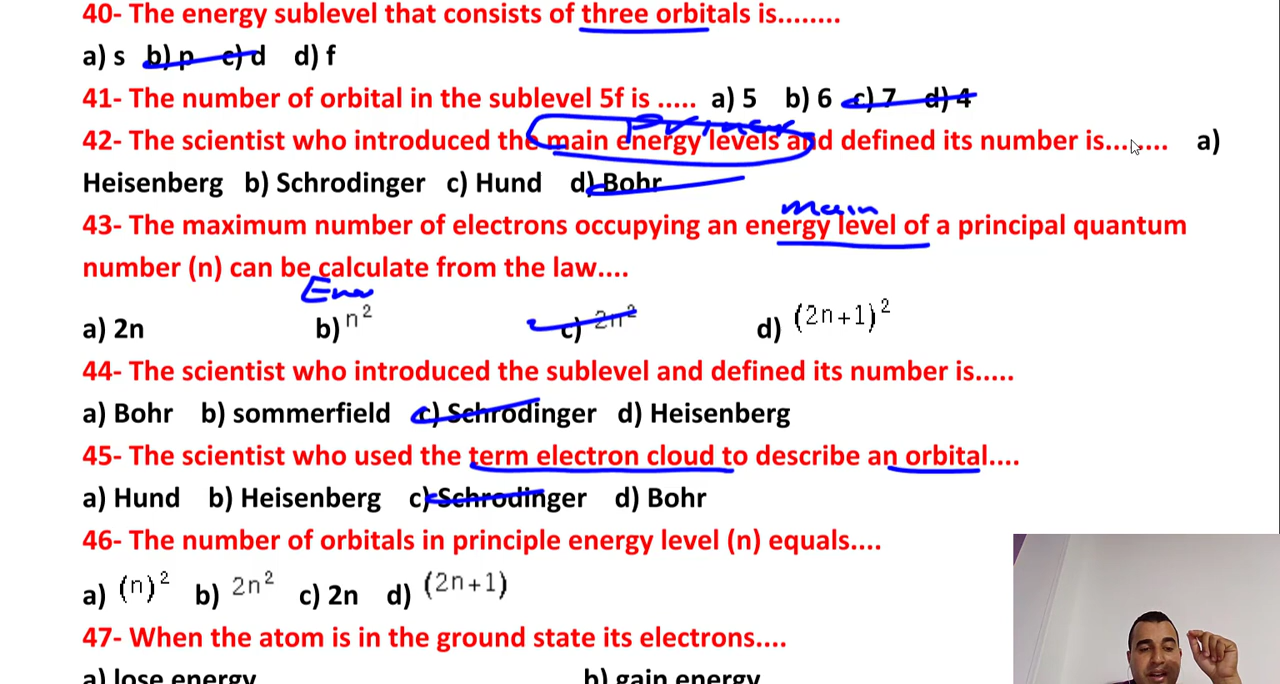 40- The energy sublevel that consists of three orbitals is........
a) s b) p c) d d) f
41- The number of orbital in the sublevel 5f is ..... a) 5 b) 6 c) 7 d) 4
42- The scientist who introduced the main energy levels and defined its number is........ a)
Heisenberg b) Schrodinger c) Hund d) Bohr
main
43- The maximum number of electrons occupying an energy level of a principal quantum
number (n) can be calculate from the law....
a) 2n b) n² c) 2n² d) (2n+1)²
44- The scientist who introduced the sublevel and defined its number is.....
a) Bohr b) sommerfield c) Schrodinger d) Heisenberg
45- The scientist who used the term electron cloud to describe an orbital....
a) Hund b) Heisenberg c) Schrodinger d) Bohr
46- The number of orbitals in principle energy level (n) equals....
a) (n)² b) 2n² c) 2n d) (2n+1)
47- When the atom is in the ground state its electrons....
a) lose energy b) gain energy